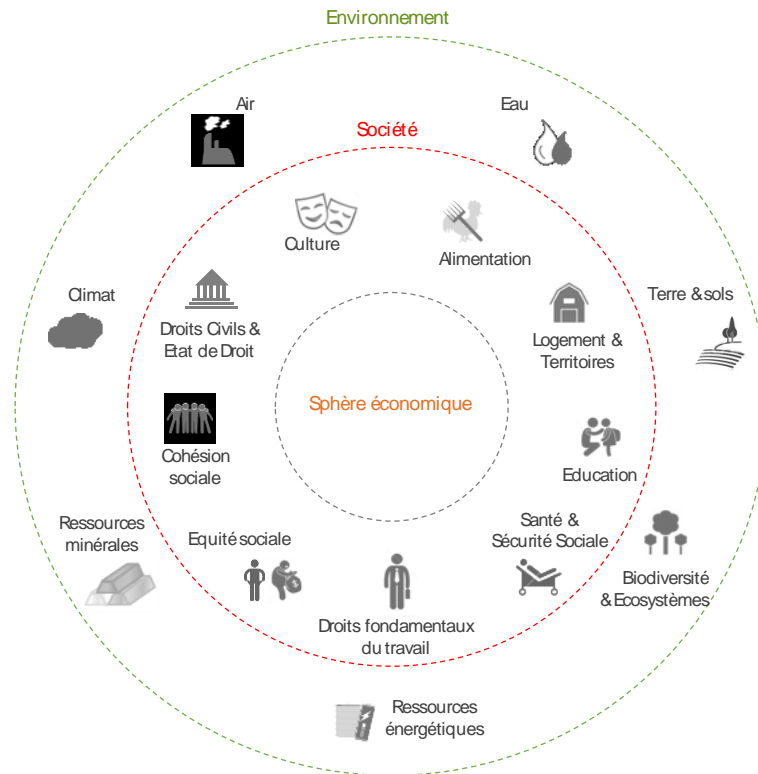 Environnement
Air
Eau
Société
Culture
Alimentation
Climat
Terre & sols
Droits Civils &
Etat de Droit
Logement &
Territoires
Sphère économique
Cohésion
sociale
Education
Ressources
minérales
Equité sociale
Santé &
Sécurité Sociale
Biodiversité
& Ecosystèmes
Droits fondamentaux
du travail
Ressources
énergétiques